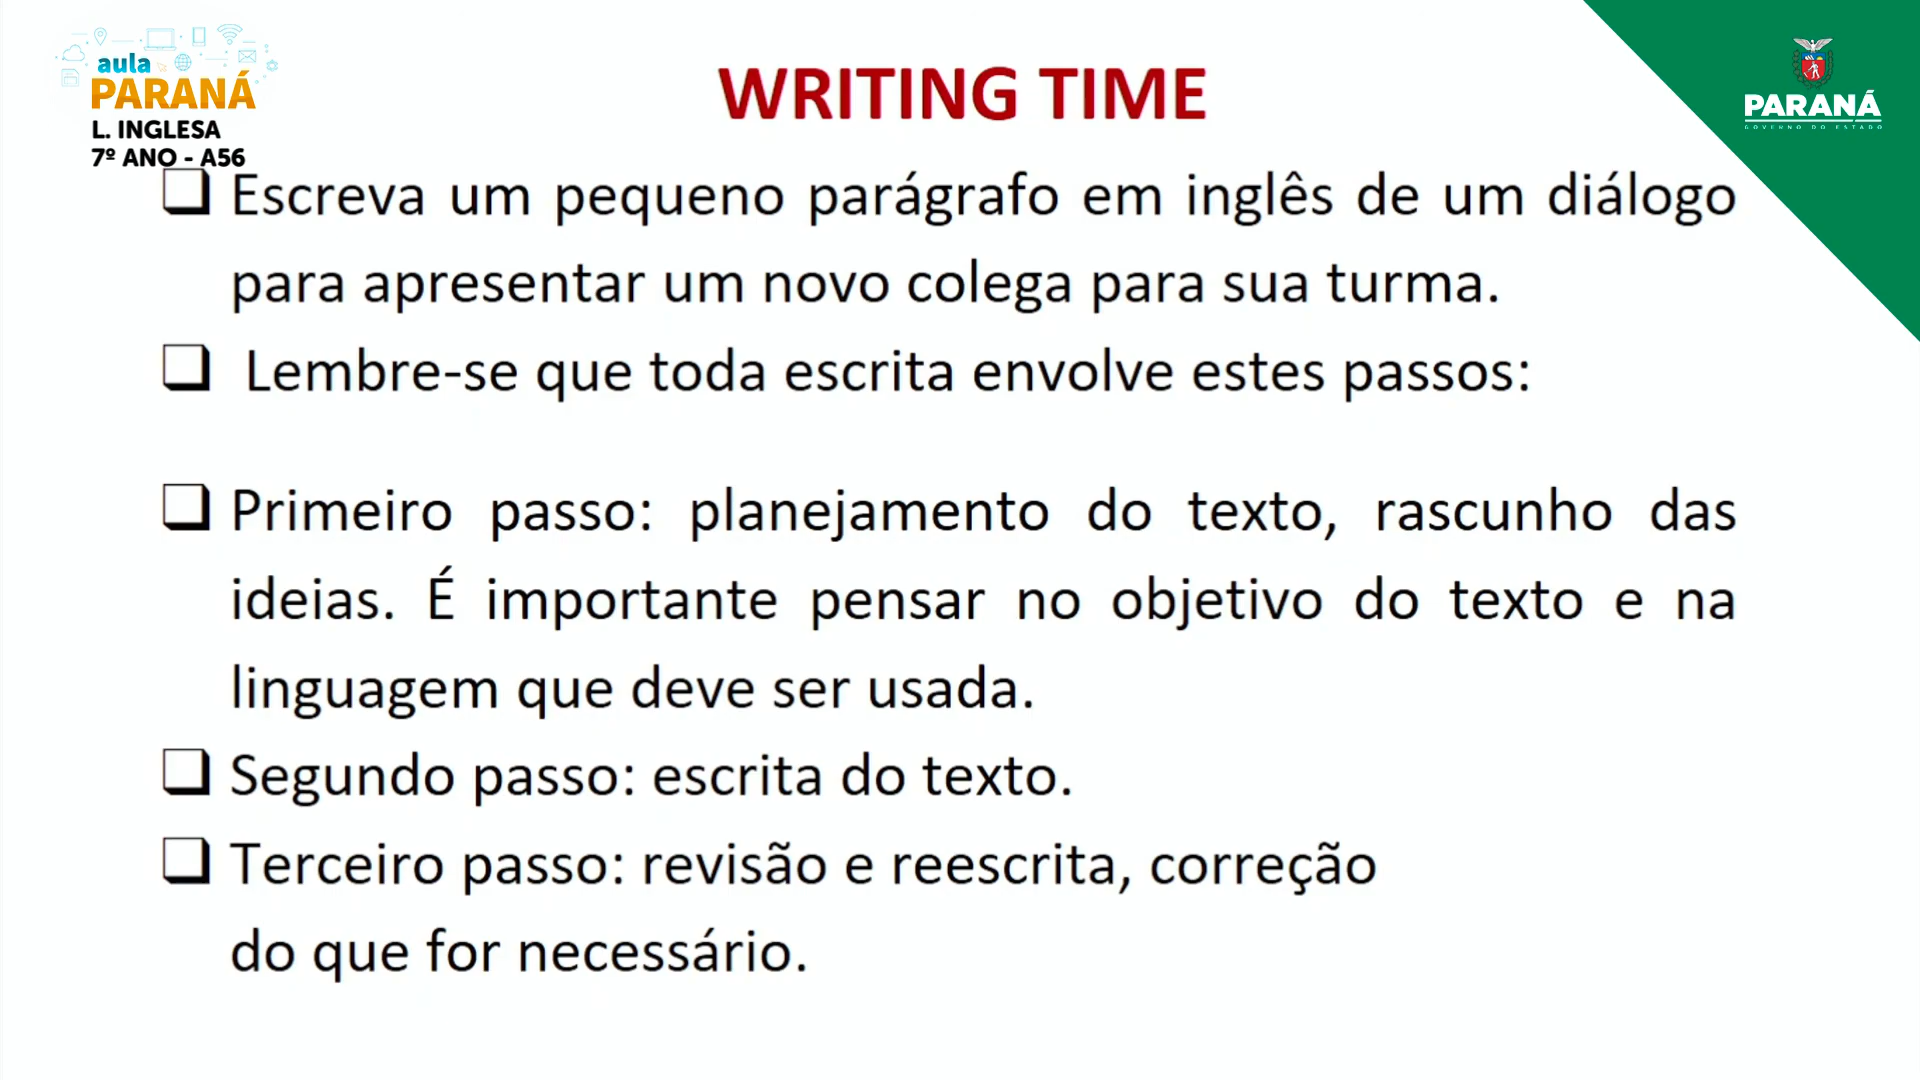 aula
PARANÁ
L. INGLESA
7º ANO - A56
WRITING TIME
PARANÁ
GOVERNO DO ESTADO
❑ Escreva um pequeno parágrafo em inglês de um diálogo
para apresentar um novo colega para sua turma.
❑ Lembre-se que toda escrita envolve estes passos:
❑ Primeiro passo: planejamento do texto, rascunho das
ideias. É importante pensar no objetivo do texto e na
linguagem que deve ser usada.
❑ Segundo passo: escrita do texto.
❑ Terceiro passo: revisão e reescrita, correção
do que for necessário.